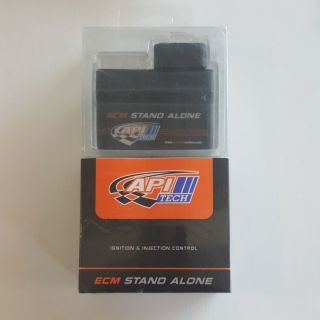 ECM STAND ALONE
API
TECH
API
TECH
IGNITION & INJECTION CONTROL
ECM STAND ALONE